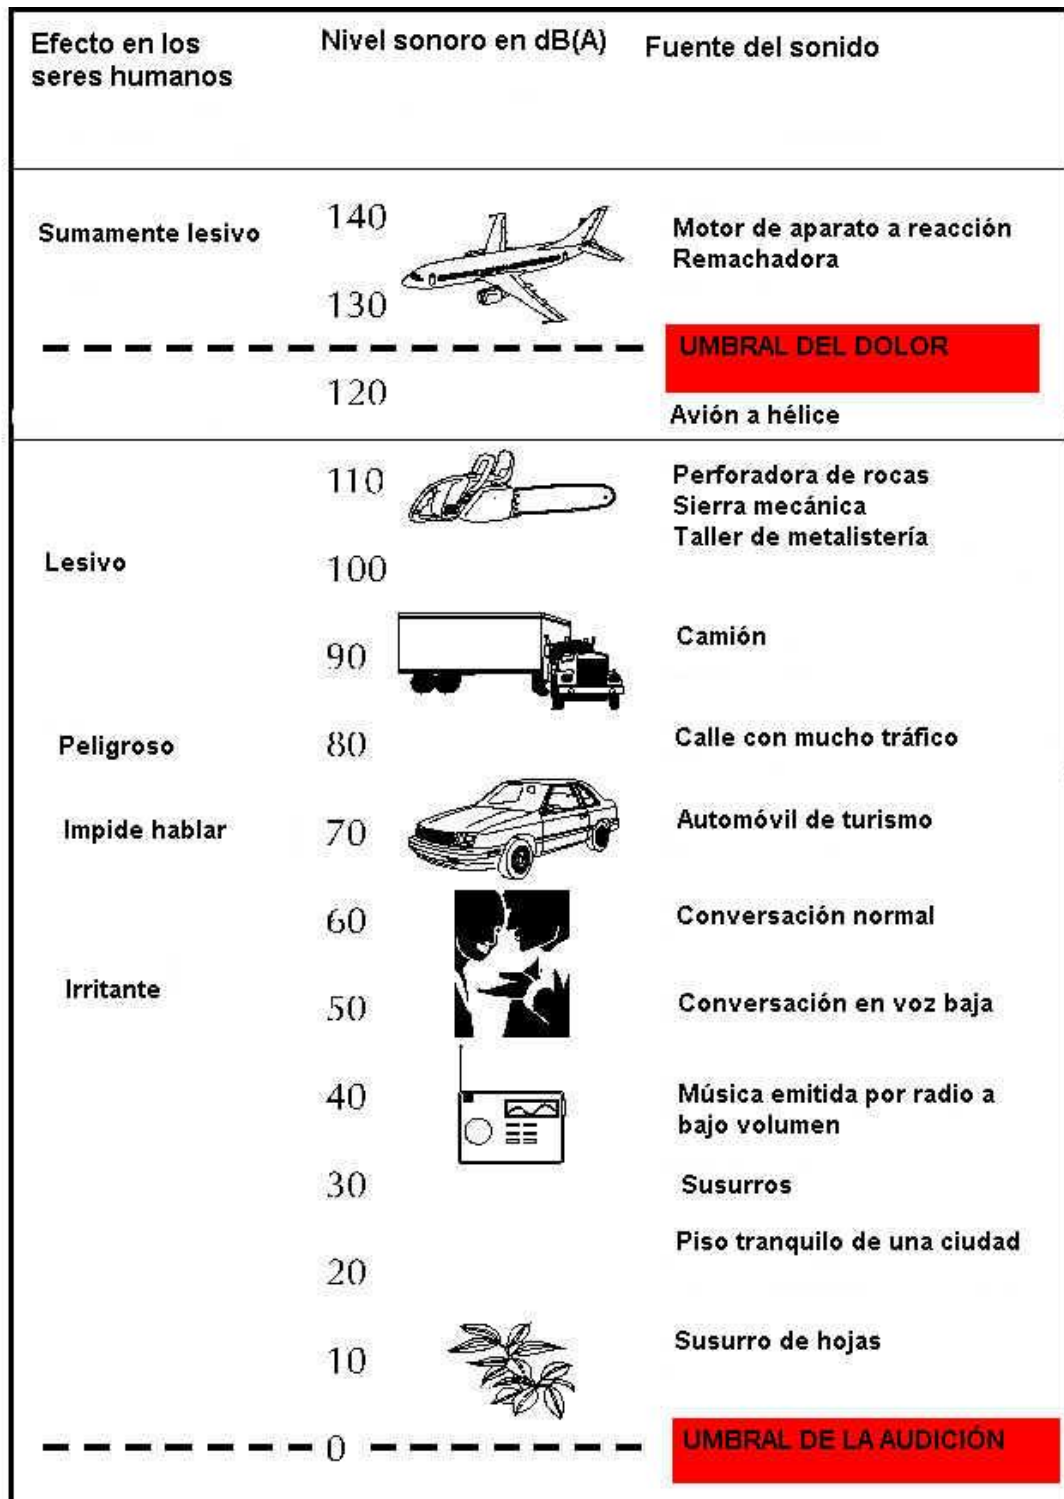 Efecto en los
seres humanos
Nivel sonoro en dB(A)
Fuente del sonido
Sumamente lesivo
140
Motor de aparato a reacción
Remachadora
130
UMBRAL DEL DOLOR
120
Avión a hélice
110
Perforadora de rocas
Sierra mecánica
Taller de metalistería
Lesivo
100
90
Camión
Peligroso
80
Calle con mucho tráfico
Impide hablar
70
Automóvil de turismo
60
Conversación normal
Irritante
50
Conversación en voz baja
40
Música emitida por radio a
bajo volumen
30
Susurros
Piso tranquilo de una ciudad
20
10
Susurro de hojas
0
UMBRAL DE LA AUDICIÓN